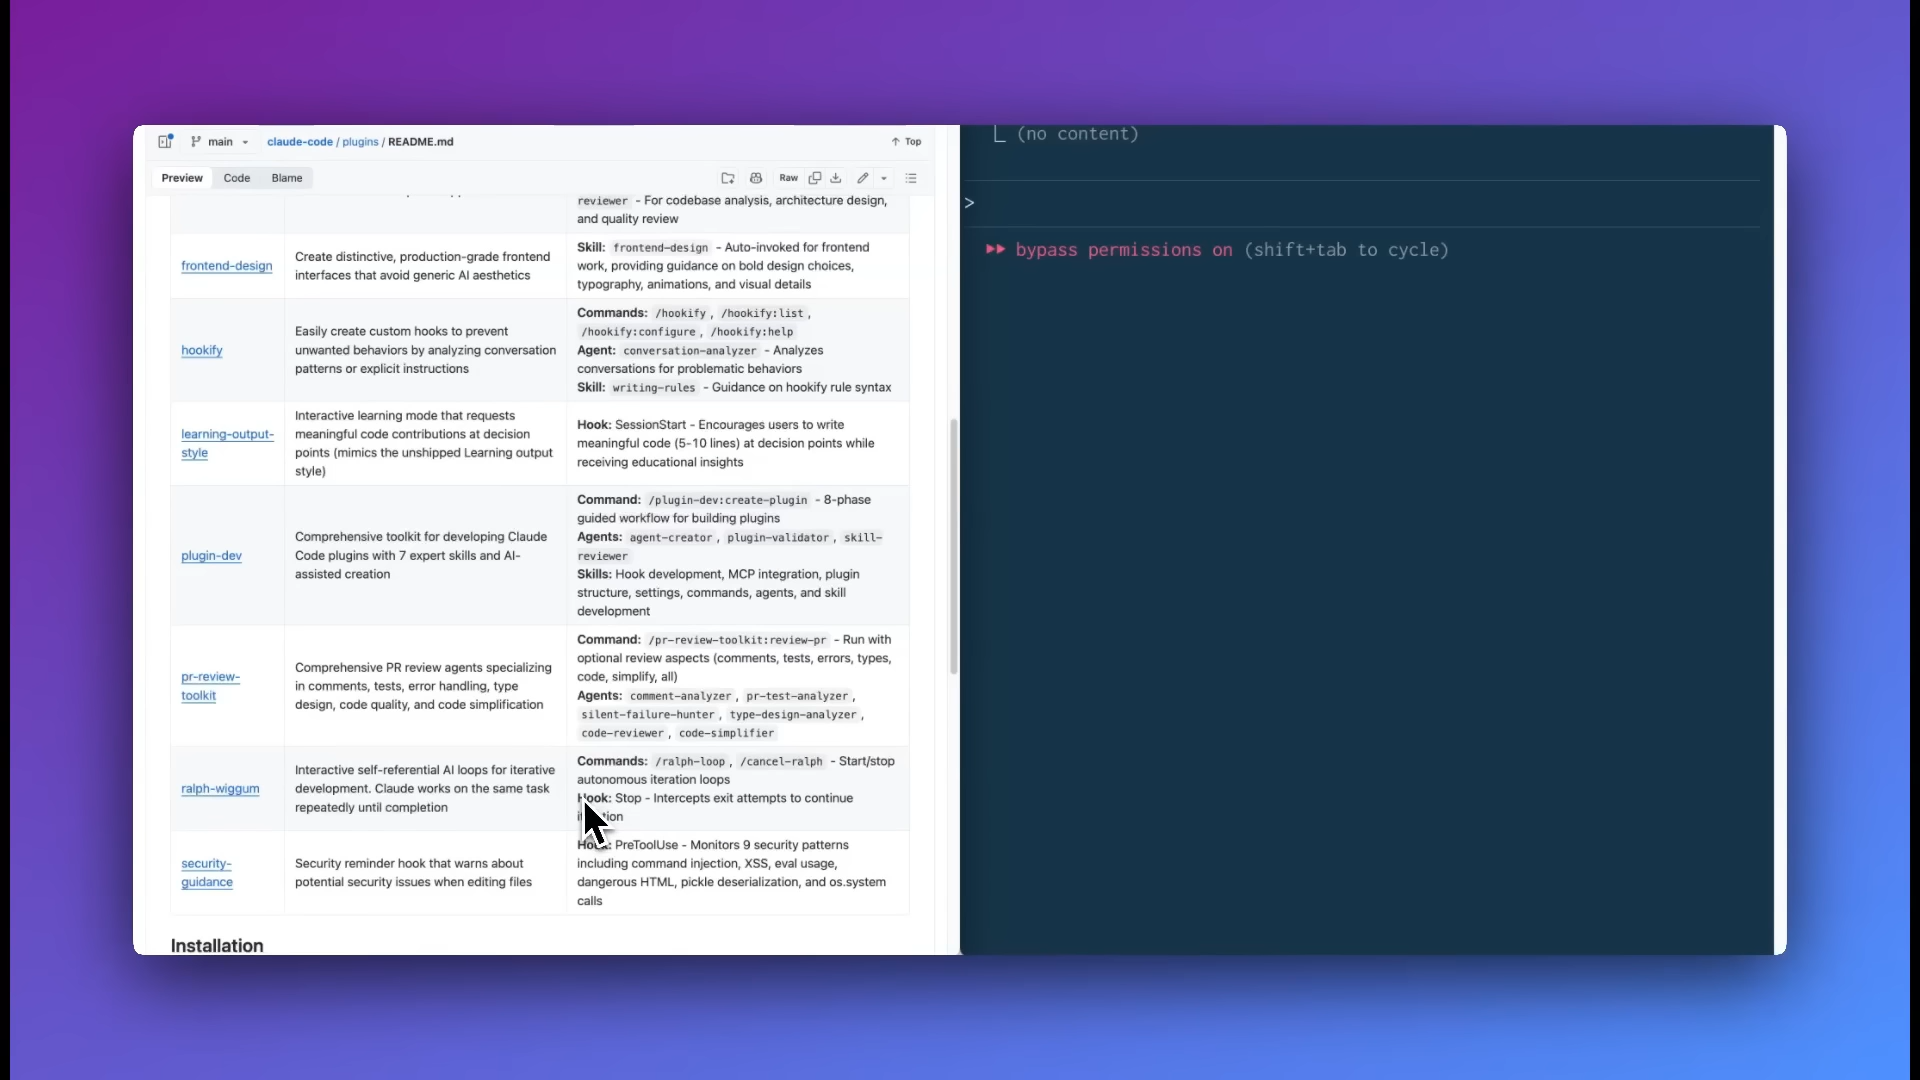 main
claude-code / plugins / README.md
Top
Preview
Code
Blame
Raw
reviewer - For codebase analysis, architecture design,
and quality review
frontend-design
Create distinctive, production-grade frontend
interfaces that avoid generic AI aesthetics
Skill: frontend-design - Auto-invoked for frontend
work, providing guidance on bold design choices,
typography, animations, and visual details
hookify
Easily create custom hooks to prevent
unwanted behaviors by analyzing conversation
patterns or explicit instructions
Commands: /hookify, /hookify:list,
/hookify:configure, /hookify:help
Agent: conversation-analyzer - Analyzes
conversations for problematic behaviors
Skill: writing-rules - Guidance on hookify rule syntax
learning-output-
style
Interactive learning mode that requests
meaningful code contributions at decision
points (mimics the unshipped Learning output
style)
Hook: SessionStart - Encourages users to write
meaningful code (5-10 lines) at decision points while
receiving educational insights
plugin-dev
Comprehensive toolkit for developing Claude
Code plugins with 7 expert skills and AI-
assisted creation
Command: /plugin-dev:create-plugin - 8-phase
guided workflow for building plugins
Agents: agent-creator, plugin-validator, skill-
reviewer
Skills: Hook development, MCP integration, plugin
structure, settings, commands, agents, and skill
development
pr-review-
toolkit
Comprehensive PR review agents specializing
in comments, tests, error handling, type
design, code quality, and code simplification
Command: /pr-review-toolkit:review-pr - Run with
optional review aspects (comments, tests, errors, types,
code, simplify, all)
Agents: comment-analyzer, pr-test-analyzer,
silent-failure-hunter, type-design-analyzer,
code-reviewer, code-simplifier
ralph-wiggum
Interactive self-referential AI loops for iterative
development. Claude works on the same task
repeatedly until completion
Commands: /ralph-loop, /cancel-ralph - Start/stop
autonomous iteration loops
Hook: Stop - Intercepts exit attempts to continue
security-
guidance
Security reminder hook that warns about
potential security issues when editing files
Hook: PreToolUse - Monitors 9 security patterns
including command injection, XSS, eval usage,
dangerous HTML, pickle deserialization, and os.system
calls
Installation
(no content)
>
bypass permissions on (shift+tab to cycle)